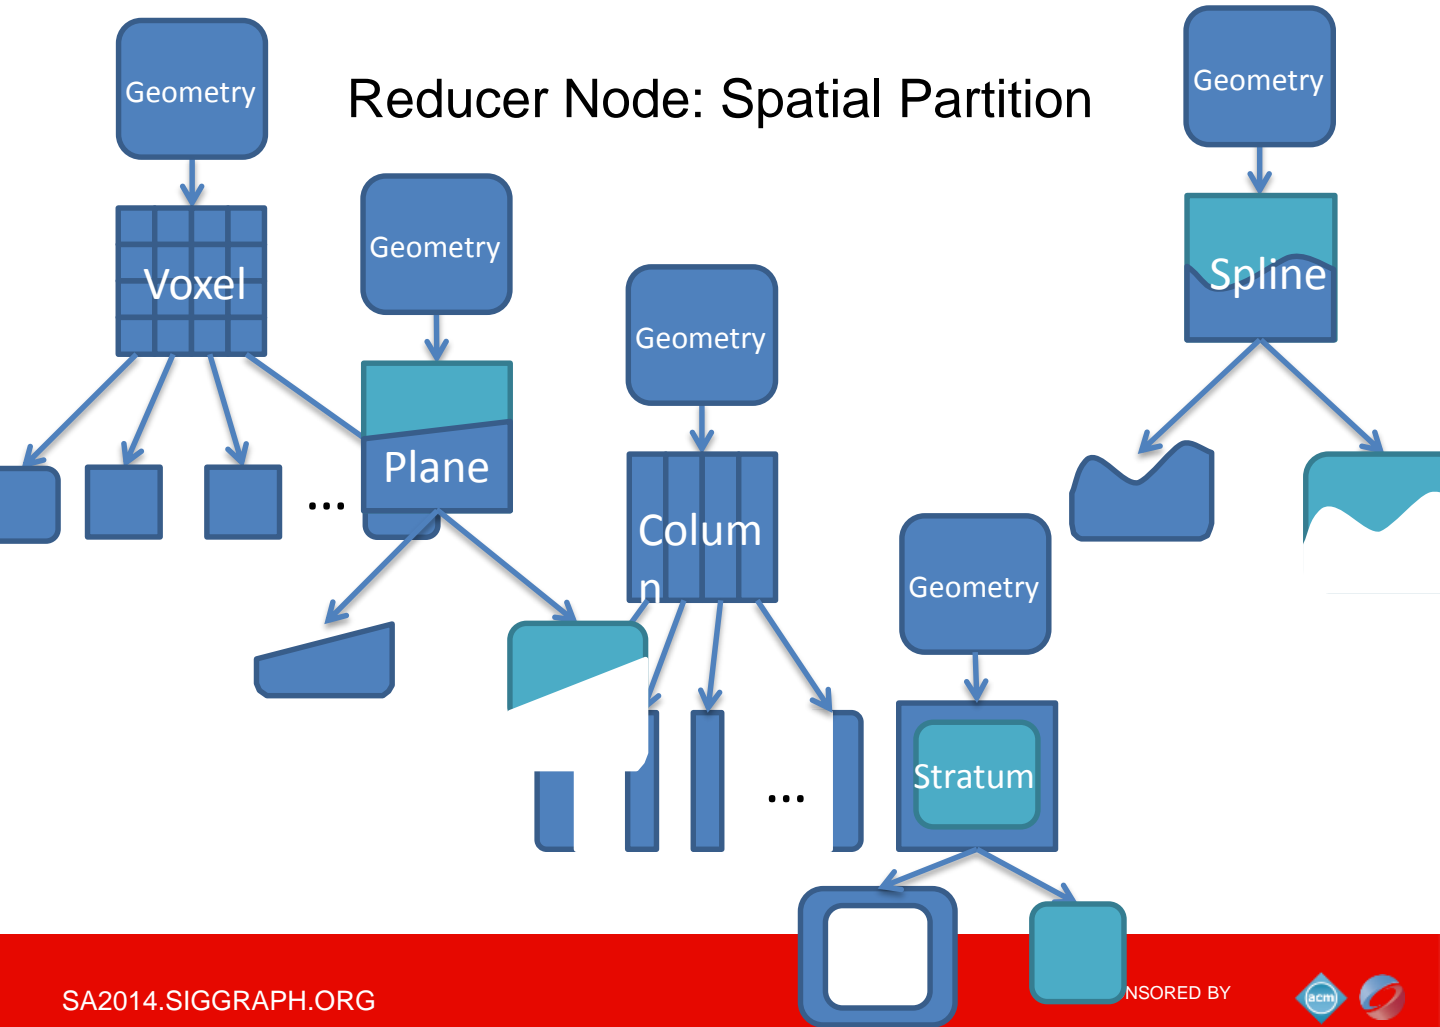 Geometry
Reducer Node: Spatial Partition
Geometry
Voxel
Geometry
Spline
Geometry
Plane
...
Colum
n
Geometry
Stratum
...
SA2014.SIGGRAPH.ORG
NSORED BY
acm